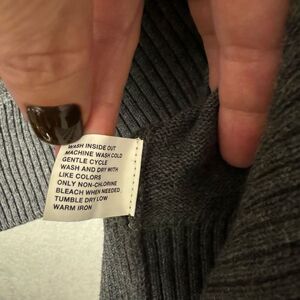 WASH INSIDE OUT
MACHINE WASH COLD
GENTLE CYCLE
WASH AND DRY WITH
LIKE COLORS
ONLY NON-CHLORINE
BLEACH WHEN NEEDED
TUMBLE DRY LOW
WARM IRON